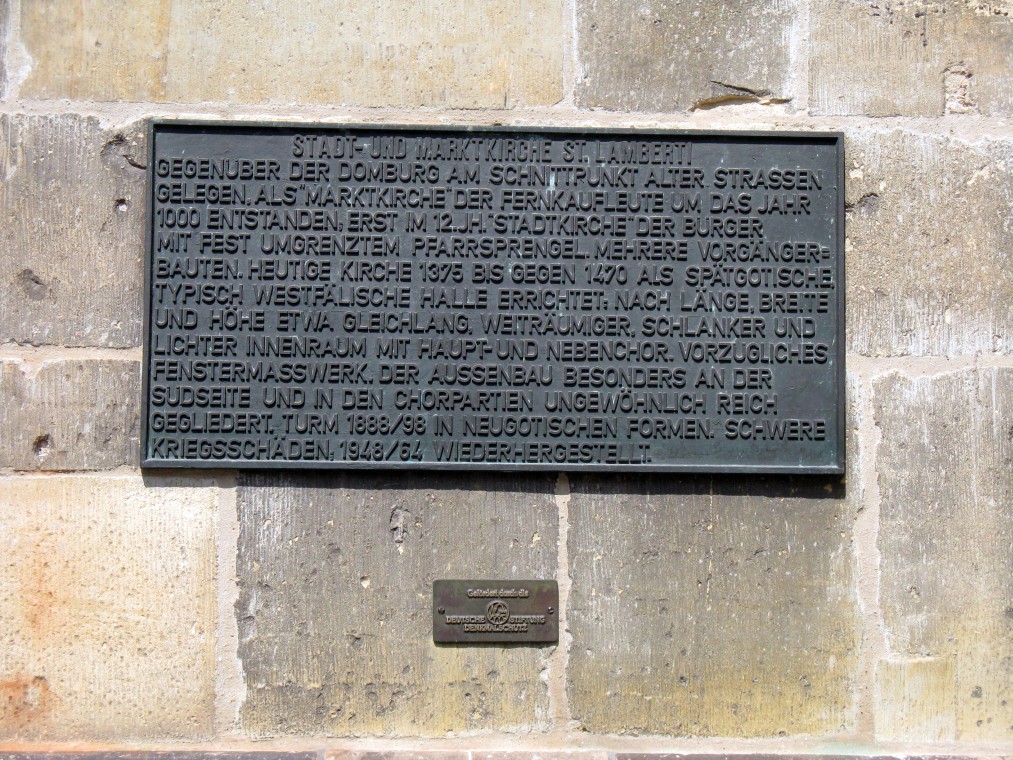 STADT- UND MARKTKIRCHE ST. LAMBERTI
GEGENÜBER DER DOMBURG AM SCHNITTPUNKT ALTER STRASSEN
GELEGEN. ALS "MARKTKIRCHE" DER FERNKAUFLEUTE UM DAS JAHR
1000 ENTSTANDEN; ERST IM 12. JH. "STADTKIRCHE" DER BÜRGER
MIT FEST UMGRENZTEM PFARRSPRENGEL. MEHRERE VORGÄNGER=
BAUTEN. HEUTIGE KIRCHE 1375 BIS GEGEN 1470 ALS SPÄTGOTISCHE
TYPISCH WESTFÄLISCHE HALLE ERRICHTET: NACH LÄNGE, BREITE
UND HÖHE ETWA GLEICHLANG, WEITRÄUMIGER, SCHLANKER UND
LICHTER INNENRAUM MIT HAUPT- UND NEBENCHOR. VORZÜGLICHES
FENSTERMASSWERK. DER AUSSENBAU BESONDERS AN DER
SÜDSEITE UND IN DEN CHORPARTIEN UNGEWÖHNLICH REICH
GEGLIEDERT. TURM 1888/98 IN NEUGOTISCHEN FORMEN. SCHWERE
KRIEGSSCHÄDEN; 1946/64 WIEDERHERGESTELLT.
Gefördert durch die
DEUTSCHE STIFTUNG
DENKMALSCHUTZ